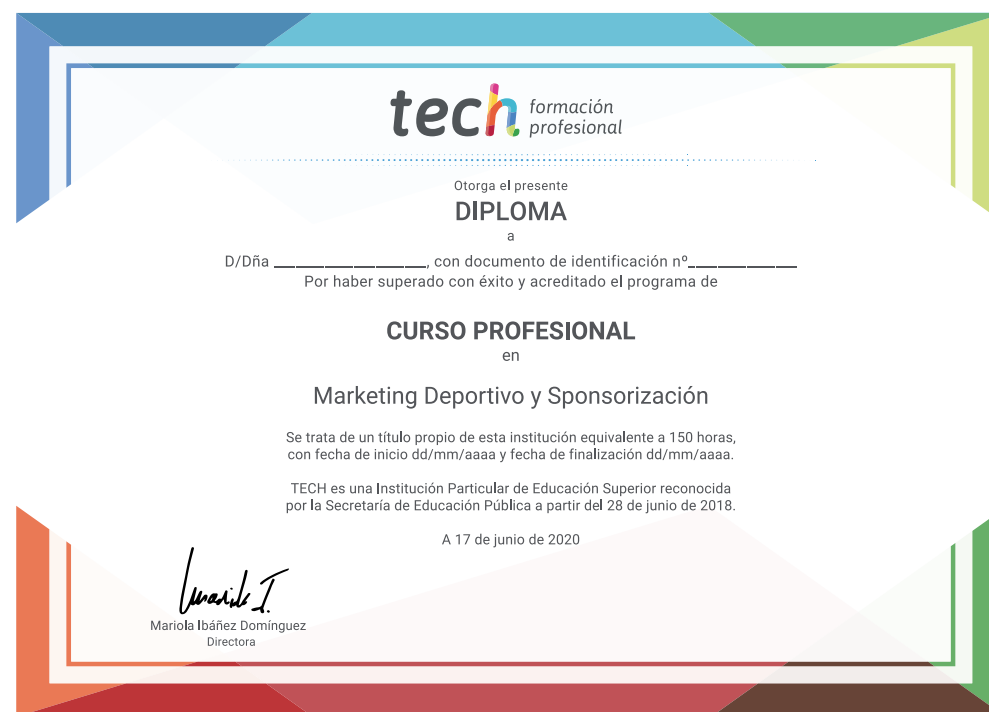 tech formación
profesional
Otorga el presente
DIPLOMA
a
D/Dña ____________________, con documento de identificación nº______________
Por haber superado con éxito y acreditado el programa de
CURSO PROFESIONAL
en
Marketing Deportivo y Sponsorización
Se trata de un título propio de esta institución equivalente a 150 horas,
con fecha de inicio dd/mm/aaaa y fecha de finalización dd/mm/aaaa.
TECH es una Institución Particular de Educación Superior reconocida
por la Secretaría de Educación Pública a partir del 28 de junio de 2018.
A 17 de junio de 2020
Mariola Ibáñez Domínguez
Directora